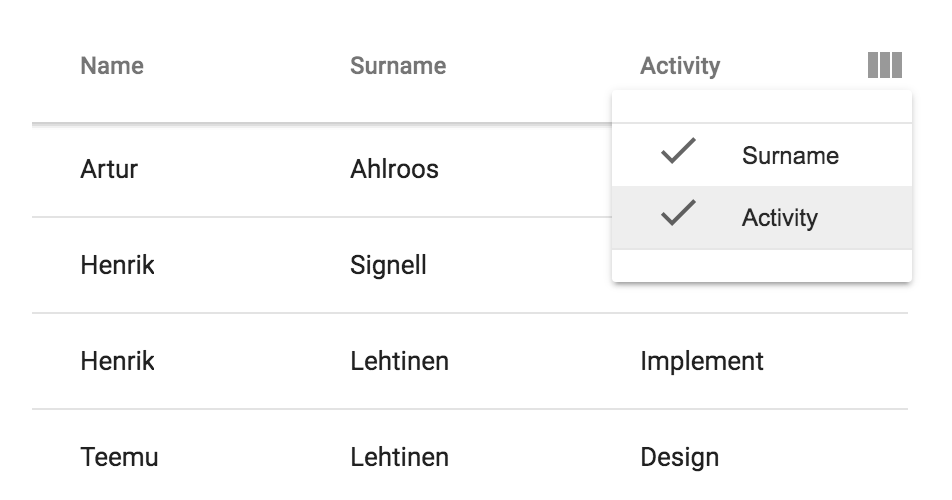 Name Surname Activity
Surname
Artur Ahlroos
Activity
Henrik Signell
Henrik Lehtinen Implement
Teemu Lehtinen Design